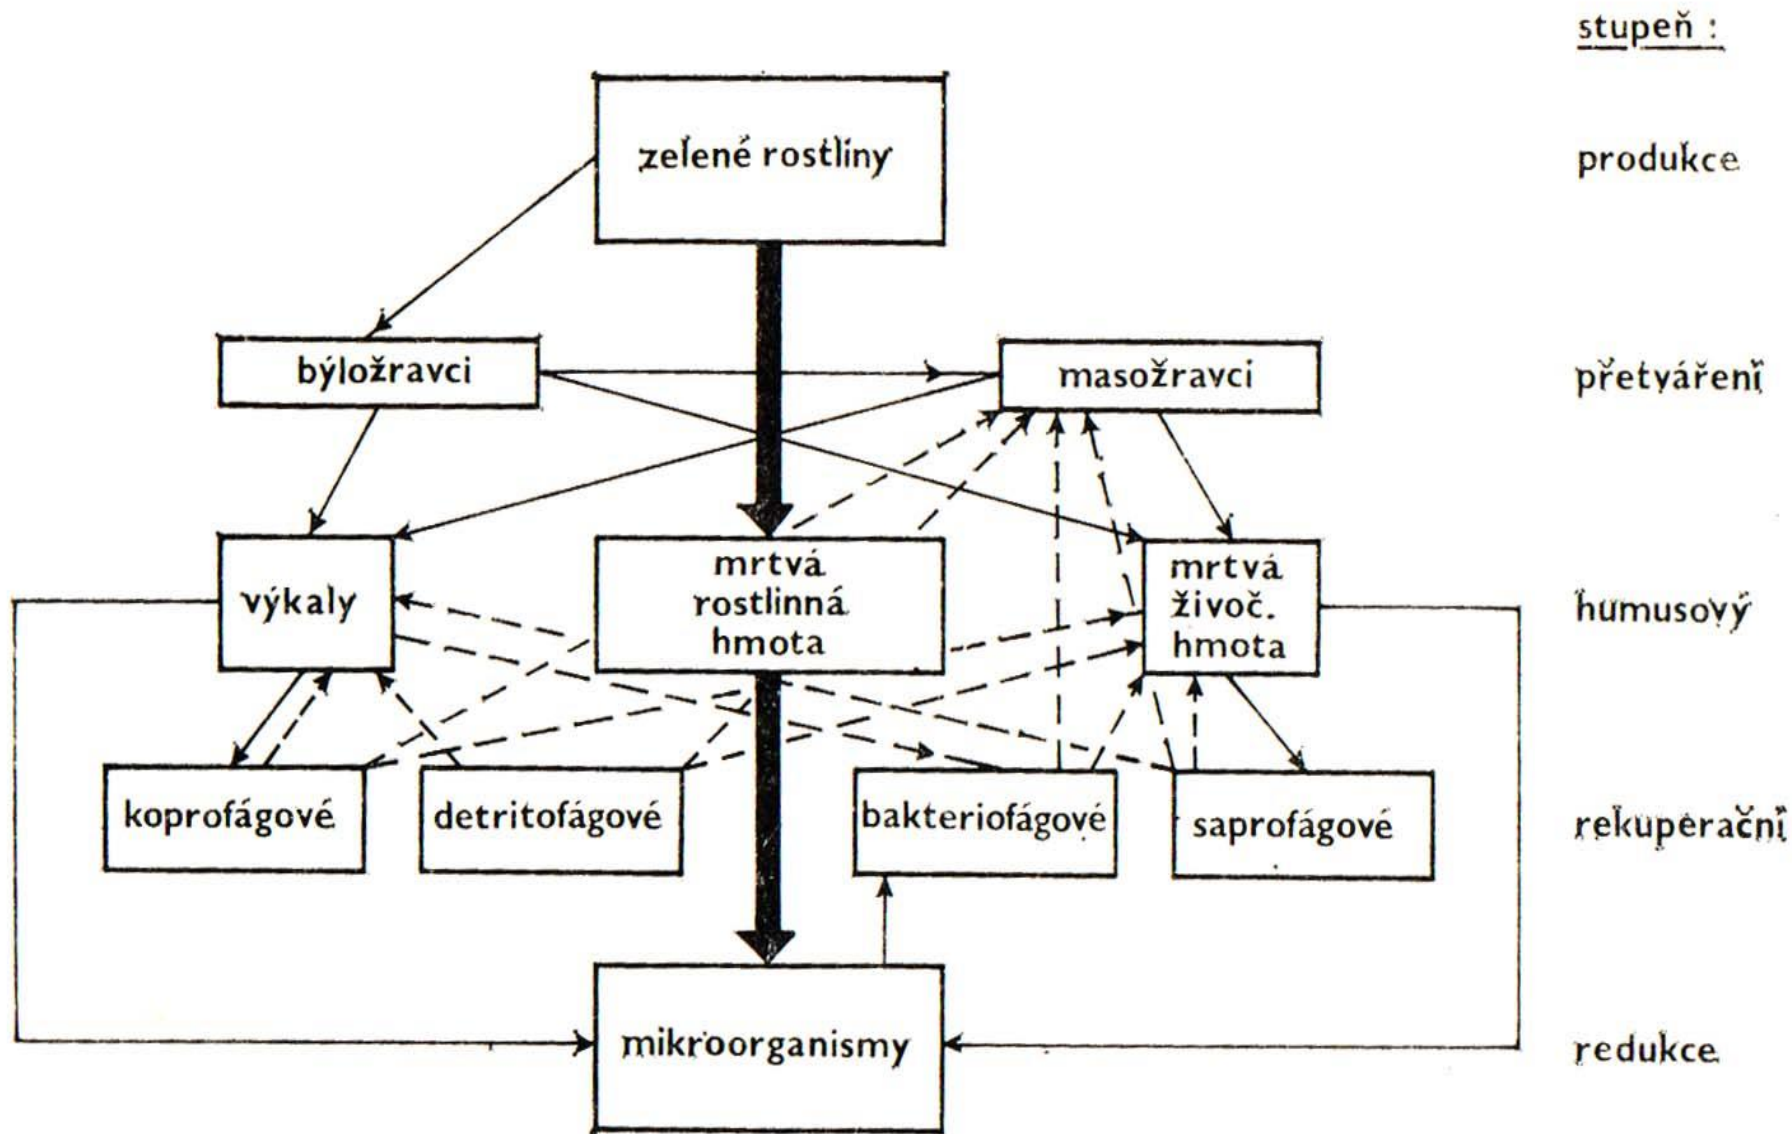 stupeň :
zelené rostliny
produkce
býložravci
masožravci
přetváření
výkaly
mrtvá
rostlinná
hmota
mrtvá
živoč.
hmota
humusový
koprofágové
detritofágové
bakteriofágové
saprofágové
rekuperační
mikroorganismy
redukce